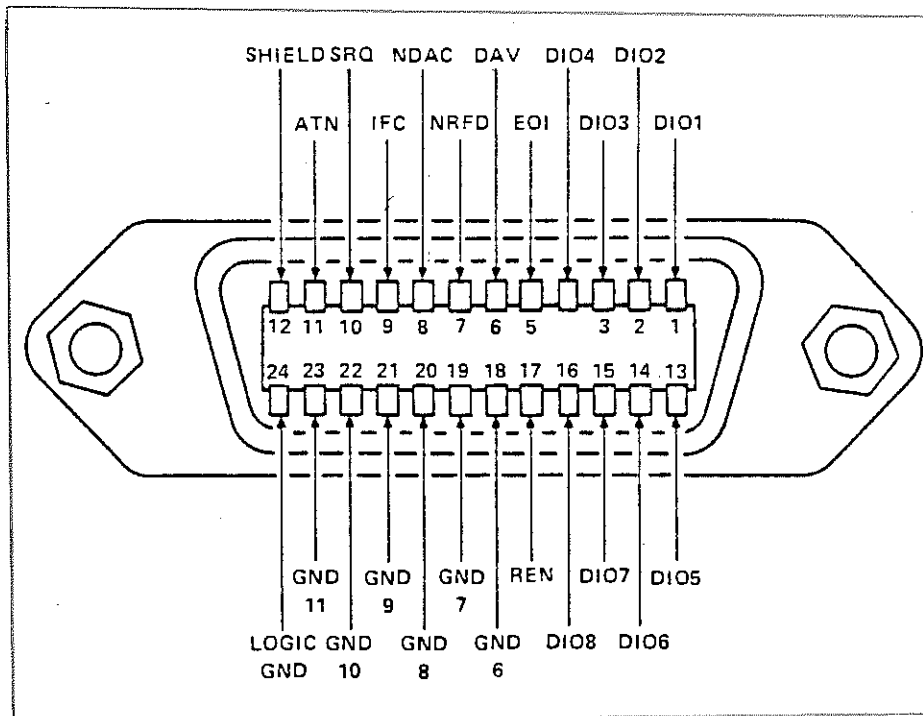 SHIELD SRQ NDAC DAV DIO4 DIO2
ATN IFC NRFD EOI DIO3 DIO1
12 11 10 9 8 7 6 5 3 2 1
24 23 22 21 20 19 18 17 16 15 14 13
GND 11 GND 9 GND 7 REN DIO7 DIO5
LOGIC GND GND 10 GND 8 GND 6 DIO8 DIO6